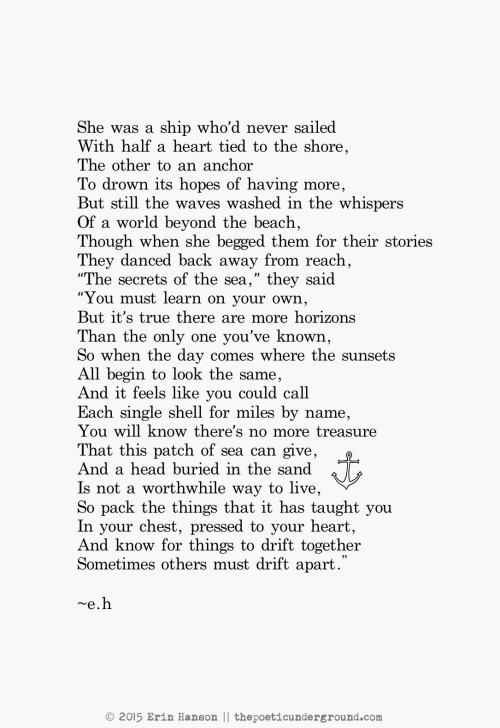 She was a ship who'd never sailed
With half a heart tied to the shore,
The other to an anchor
To drown its hopes of having more,
But still the waves washed in the whispers
Of a world beyond the beach,
Though when she begged them for their stories
They danced back away from reach,
"The secrets of the sea," they said
"You must learn on your own,
But it's true there are more horizons
Than the only one you've known,
So when the day comes where the sunsets
All begin to look the same,
And it feels like you could call
Each single shell for miles by name,
You will know there's no more treasure
That this patch of sea can give,
And a head buried in the sand
Is not a worthwhile way to live,
So pack the things that it has taught you
In your chest, pressed to your heart,
And know for things to drift together
Sometimes others must drift apart."
~e.h
© 2015 Erin Hanson || thepoeticunderground.com